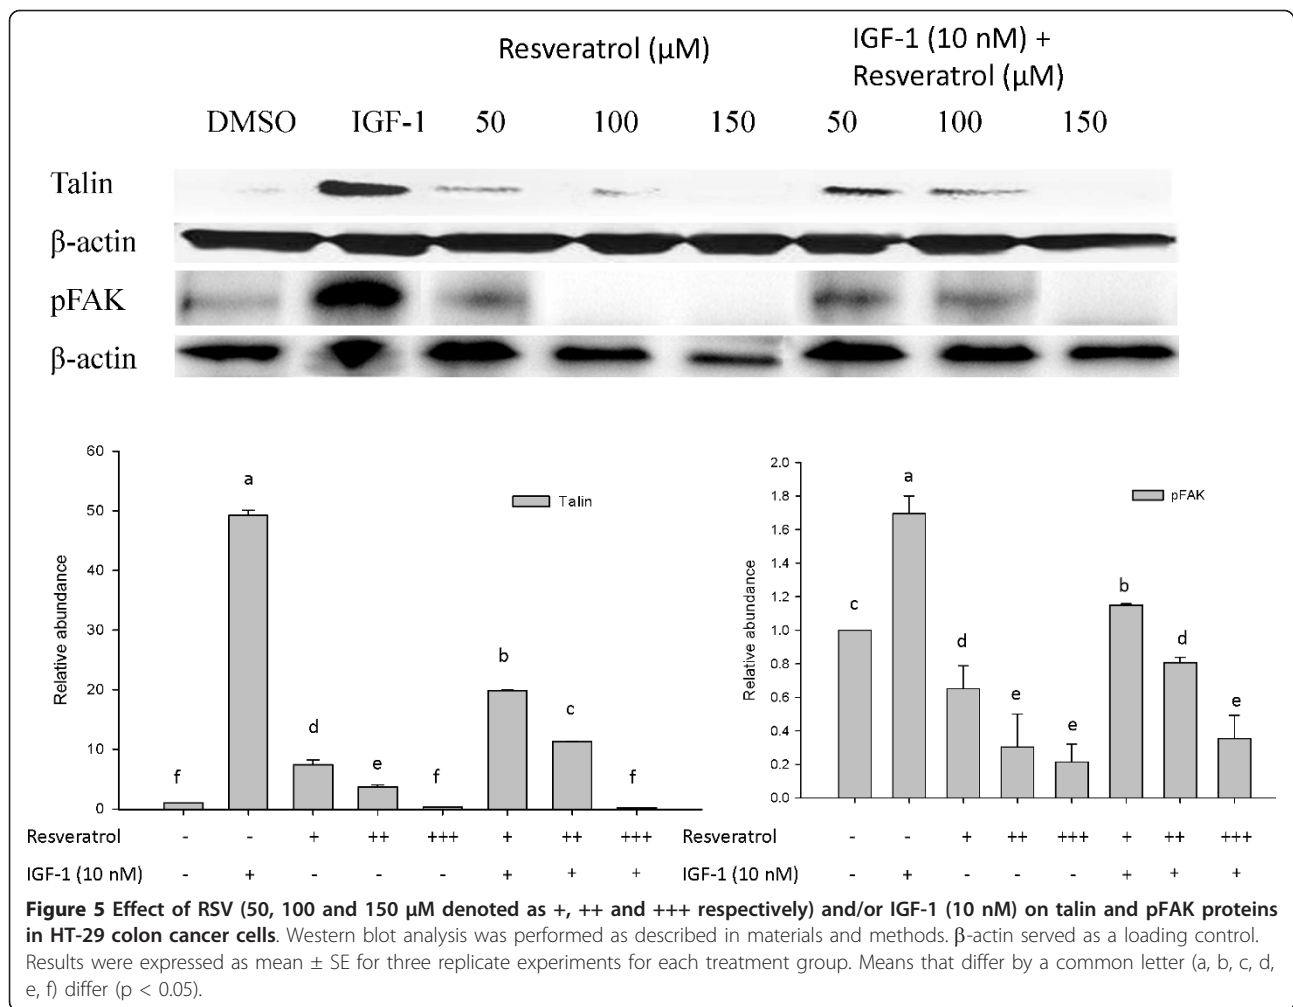 Resveratrol (µM)
IGF-1 (10 nM) +
Resveratrol (µM)
DMSO IGF-1 50 100 150 50 100 150
Talin
β-actin
pFAK
β-actin
60
50
40
30
20
10
0
Relative abundance
Talin
f a d e f b c f
Resveratrol - - + ++ +++ + ++ +++
IGF-1 (10 nM) - + - - - + + +
2.0
1.8
1.6
1.4
1.2
1.0
0.8
0.6
0.4
0.2
0.0
Relative abundance
pFAK
c a d e e b d e
Resveratrol - - + ++ +++ + ++ +++
IGF-1 (10 nM) - + - - - + + +
Figure 5 Effect of RSV (50, 100 and 150 µM denoted as +, ++ and +++ respectively) and/or IGF-1 (10 nM) on talin and pFAK proteins
in HT-29 colon cancer cells. Western blot analysis was performed as described in materials and methods. β-actin served as a loading control.
Results were expressed as mean ± SE for three replicate experiments for each treatment group. Means that differ by a common letter (a, b, c, d,
e, f) differ (p < 0.05).